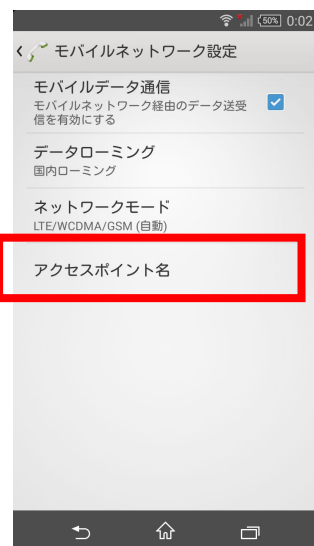 50% 0:02
モバイルネットワーク設定
モバイルデータ通信
モバイルネットワーク経由のデータ送受
信を有効にする
データローミング
国内ローミング
ネットワークモード
LTE/WCDMA/GSM (自動)
アクセスポイント名